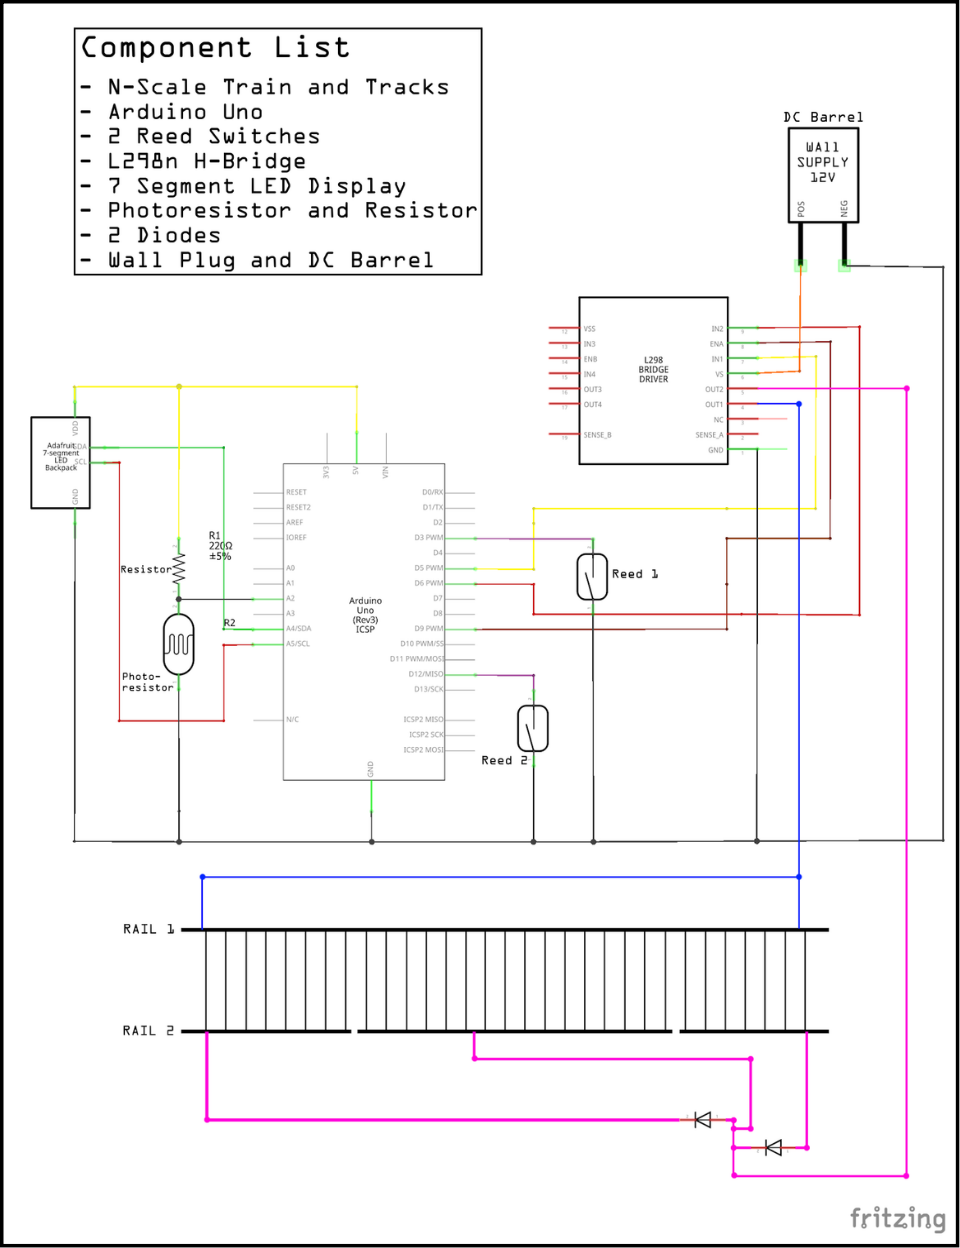 Component List
- N-Scale Train and Tracks
- Arduino Uno
- 2 Reed Switches
- L298n H-Bridge
- 7 Segment LED Display
- Photoresistor and Resistor
- 2 Diodes
- Wall Plug and DC Barrel
DC Barrel
WALL
SUPPLY
12V
POS
NEG
VSS
IN3
ENB
IN4
OUT3
OUT4
SENSE_B
L298
BRIDGE
DRIVER
IN2
ENA
IN1
VS
OUT2
OUT1
NC
SENSE_A
GND
VDD
Adafruit
7-segment
LED
Backpack
SDA
SCL
GND
3V3
5V
VIN
RESET
RESET2
AREF
IOREF
A0
A1
A2
A3
A4/SDA
A5/SCL
N/C
Arduino
Uno
(Rev3)
ICSP
D0/RX
D1/TX
D2
D3 PWM
D4
D5 PWM
D6 PWM
D7
D8
D9 PWM
D10 PWM/SS
D11 PWM/MOSI
D12/MISO
D13/SCK
ICSP2 MISO
ICSP2 SCK
ICSP2 MOSI
GND
R1
220Ω
±5%
Resistor
R2
Photo-
resistor
Reed 1
Reed 2
RAIL 1
RAIL 2
fritzing